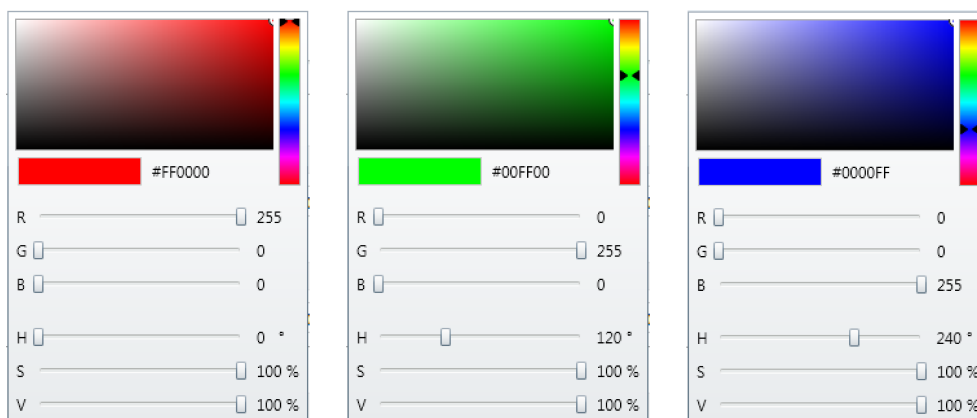 #FF0000
R 255
G 0
B 0
H 0 °
S 100 %
V 100 %
#00FF00
R 0
G 255
B 0
H 120 °
S 100 %
V 100 %
#0000FF
R 0
G 0
B 255
H 240 °
S 100 %
V 100 %